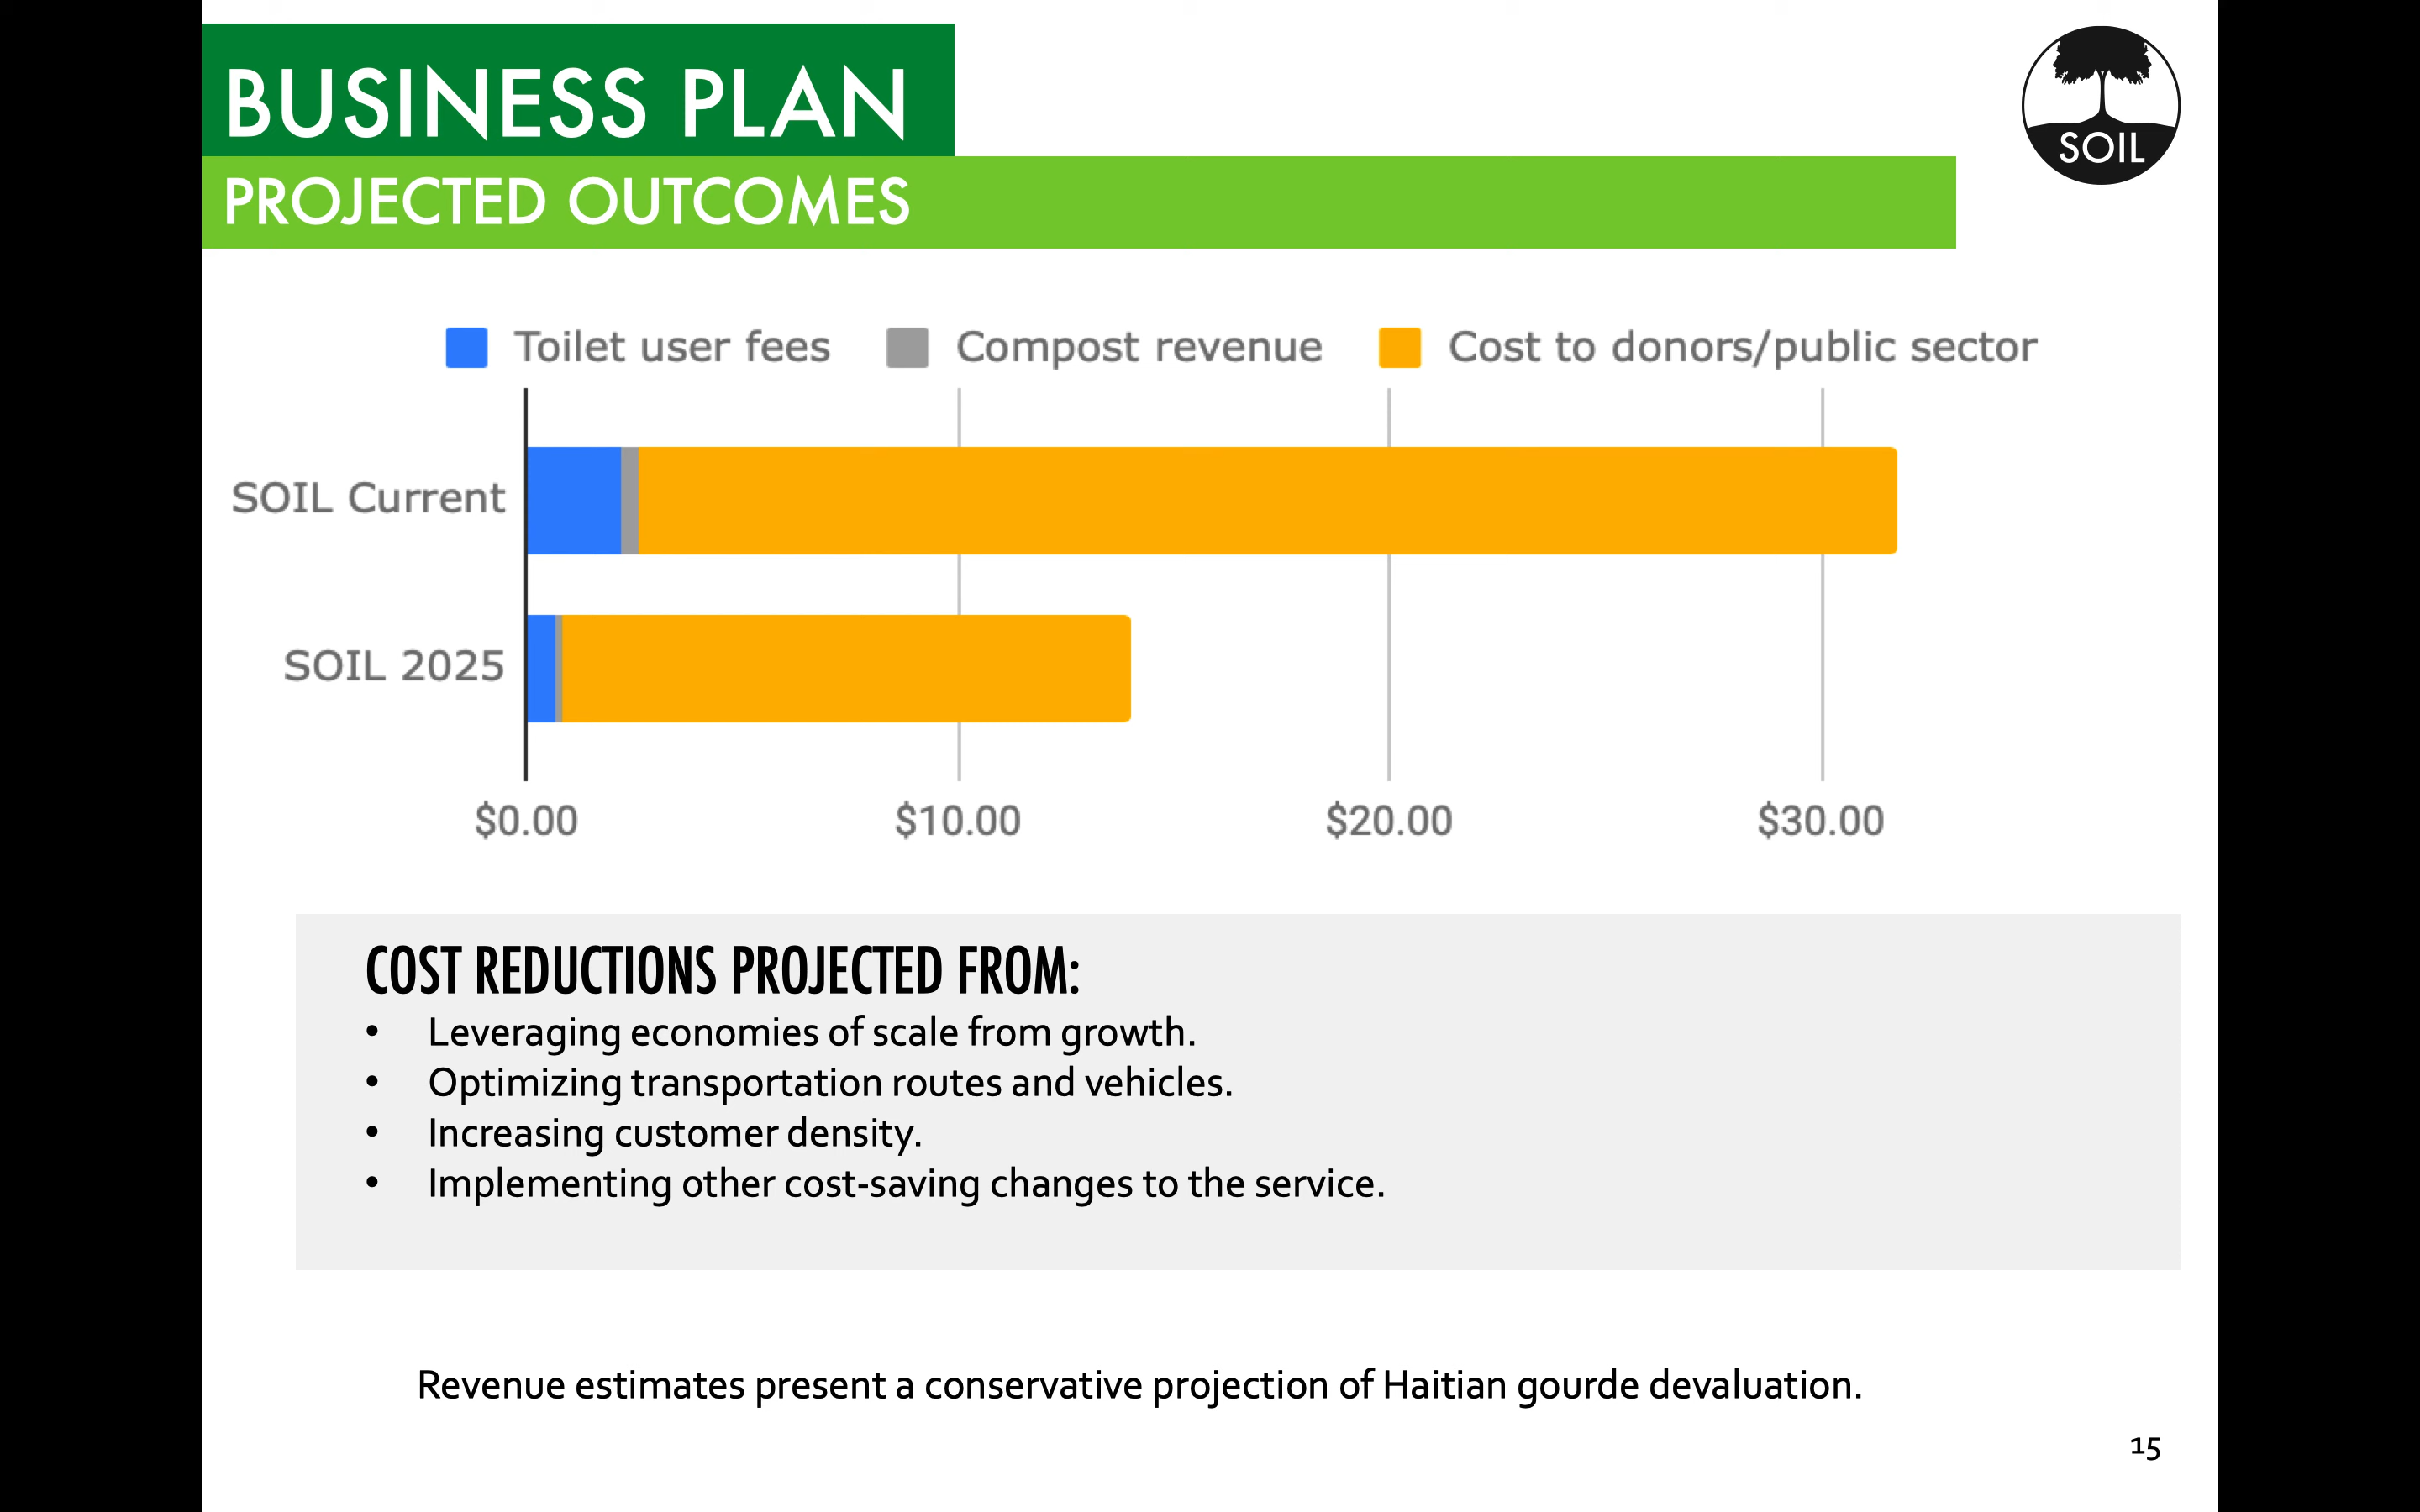 BUSINESS PLAN
SOIL
PROJECTED OUTCOMES
Toilet user fees Compost revenue Cost to donors/public sector
SOIL Current
SOIL 2025
$0.00 $10.00 $20.00 $30.00
COST REDUCTIONS PROJECTED FROM:
• Leveraging economies of scale from growth.
• Optimizing transportation routes and vehicles.
• Increasing customer density.
• Implementing other cost-saving changes to the service.
Revenue estimates present a conservative projection of Haitian gourde devaluation.
15